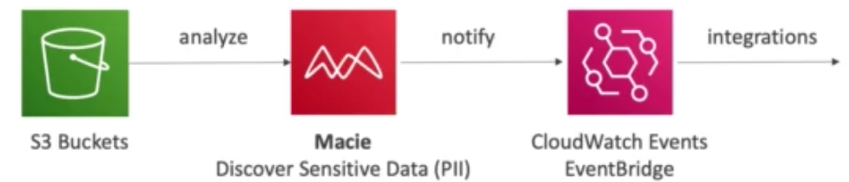 analyze
notify
integrations
S3 Buckets
Macie
Discover Sensitive Data (PII)
CloudWatch Events
EventBridge